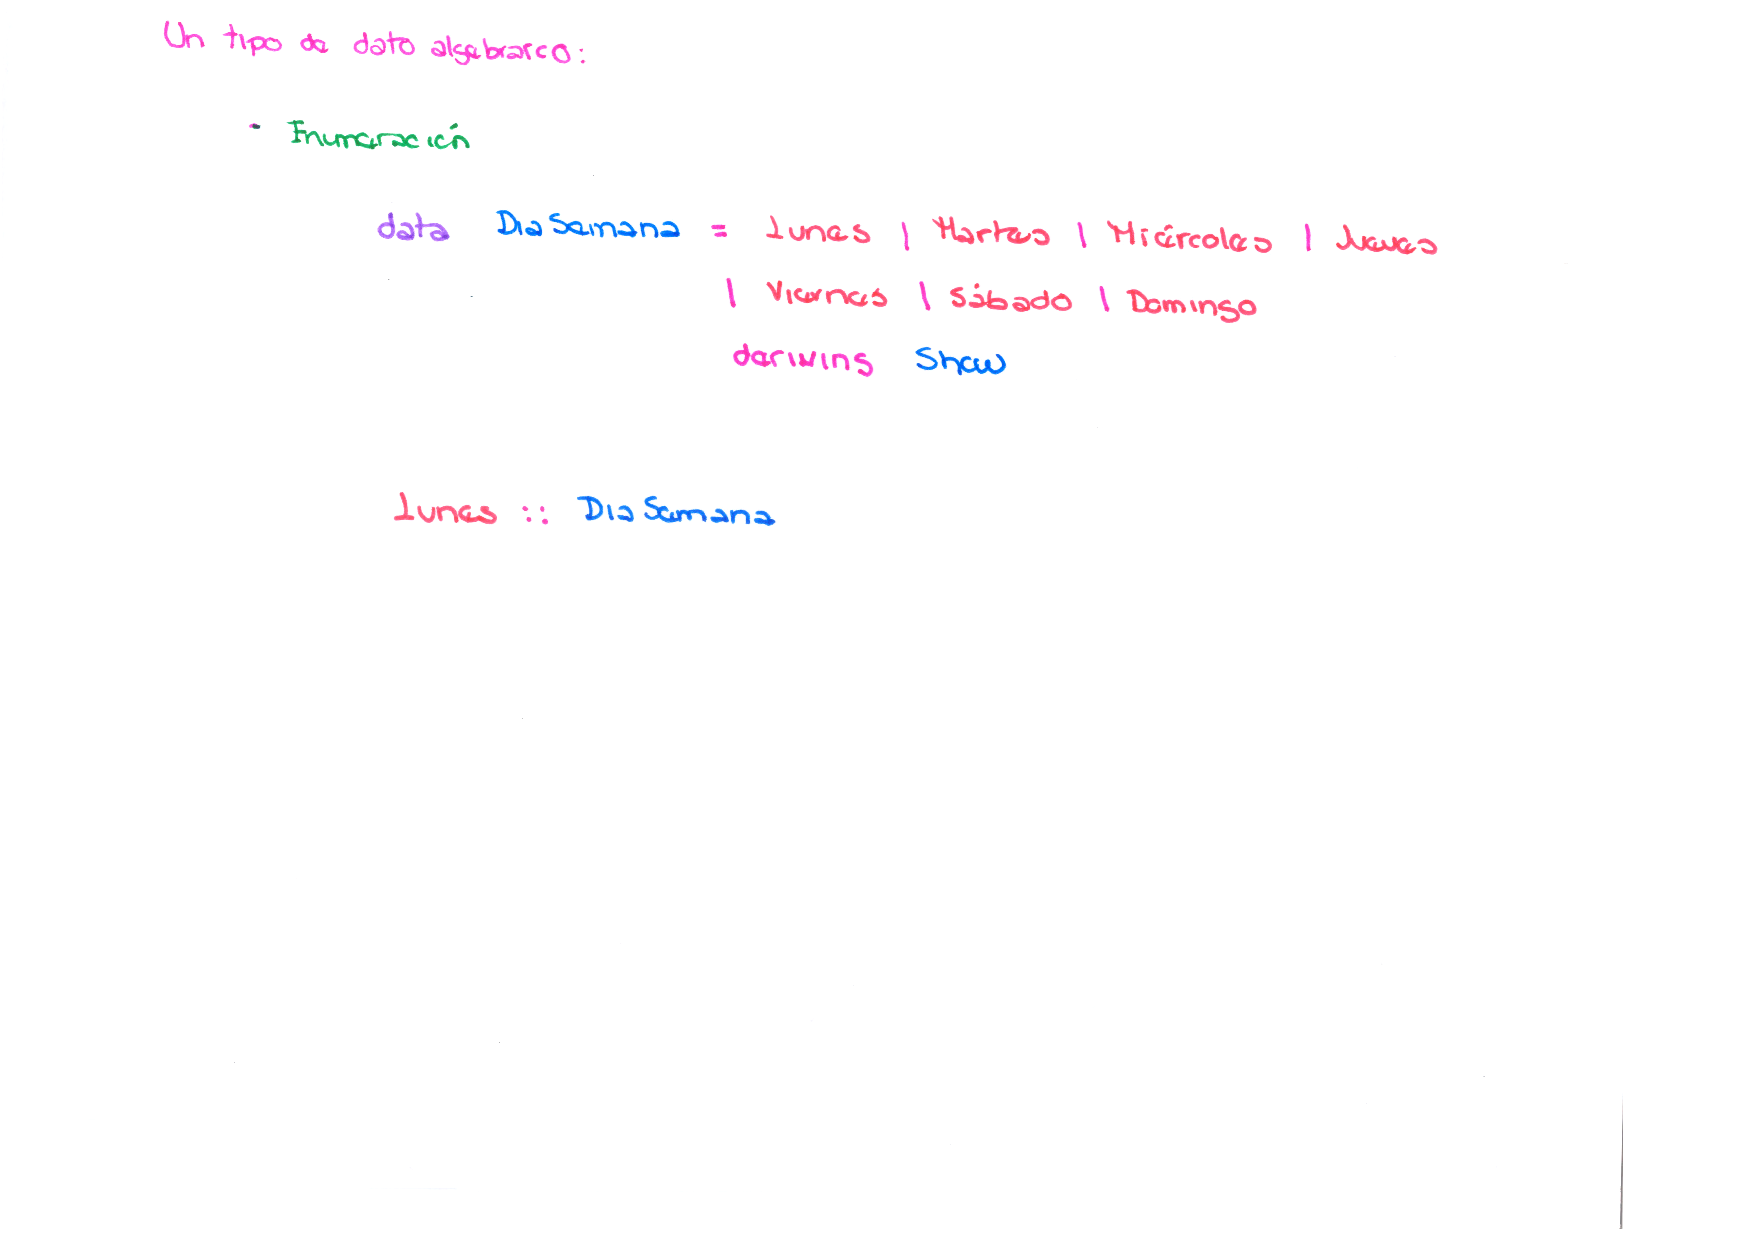 Un tipo de dato algebraico:
- Enumeración
data DiaSemana = Lunes | Martes | Miércoles | Jueves
| Viernes | Sábado | Domingo
deriving Show
Lunes :: DiaSemana